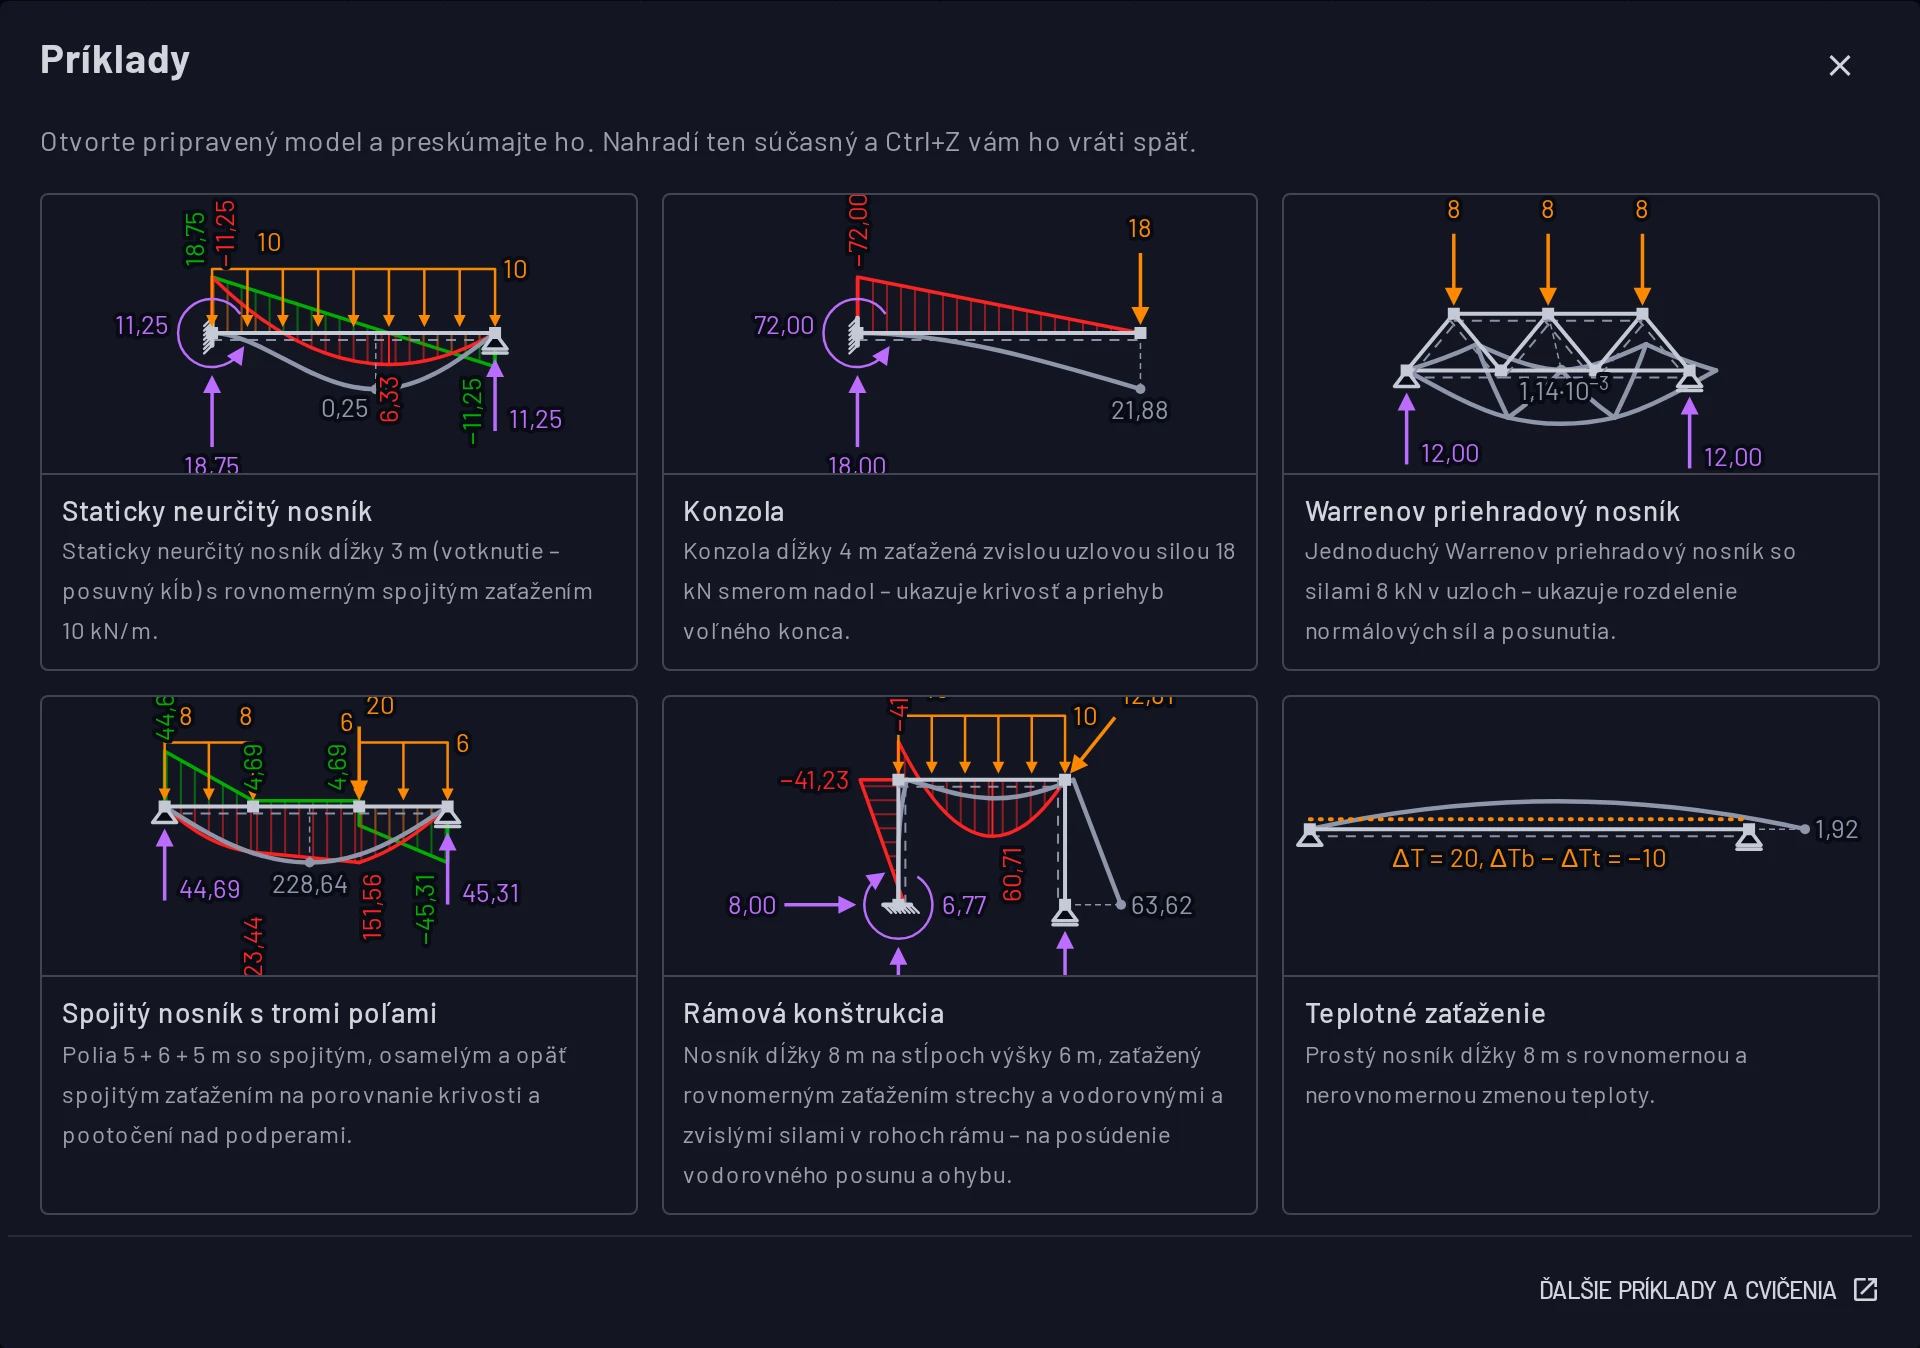 Príklady
Otvorte pripravený model a preskúmajte ho. Nahradí ten súčasný a Ctrl+Z vám ho vráti späť.
18,75
−11,25
10
10
11,25
0,25
6,33
−11,25
11,25
18,75
Staticky neurčitý nosník
Staticky neurčitý nosník dĺžky 3 m (votknutie –
posuvný kĺb) s rovnomerným spojitým zaťažením
10 kN/m.
−72,00
18
72,00
21,88
18,00
Konzola
Konzola dĺžky 4 m zaťažená zvislou uzlovou silou 18
kN smerom nadol – ukazuje krivosť a priehyb
voľného konca.
8
8
8
1,14·10⁻³
12,00
12,00
Warrenov priehradový nosník
Jednoduchý Warrenov priehradový nosník so
silami 8 kN v uzloch – ukazuje rozdelenie
normálových síl a posunutia.
44,6
8
8
6
20
6
4,69
4,69
44,69
228,64
151,56
−45,31
45,31
23,44
Spojitý nosník s tromi poľami
Polia 5 + 6 + 5 m so spojitým, osamelým a opäť
spojitým zaťažením na porovnanie krivosti a
pootočení nad podperami.
−41
10
12,81
−41,23
60,71
8,00
6,77
63,62
Rámová konštrukcia
Nosník dĺžky 8 m na stĺpoch výšky 6 m, zaťažený
rovnomerným zaťažením strechy a vodorovnými a
zvislými silami v rohoch rámu – na posúdenie
vodorovného posunu a ohybu.
1,92
ΔT = 20, ΔTb − ΔTt = −10
Teplotné zaťaženie
Prostý nosník dĺžky 8 m s rovnomernou a
nerovnomernou zmenou teploty.
ĎALŠIE PRÍKLADY A CVIČENIA